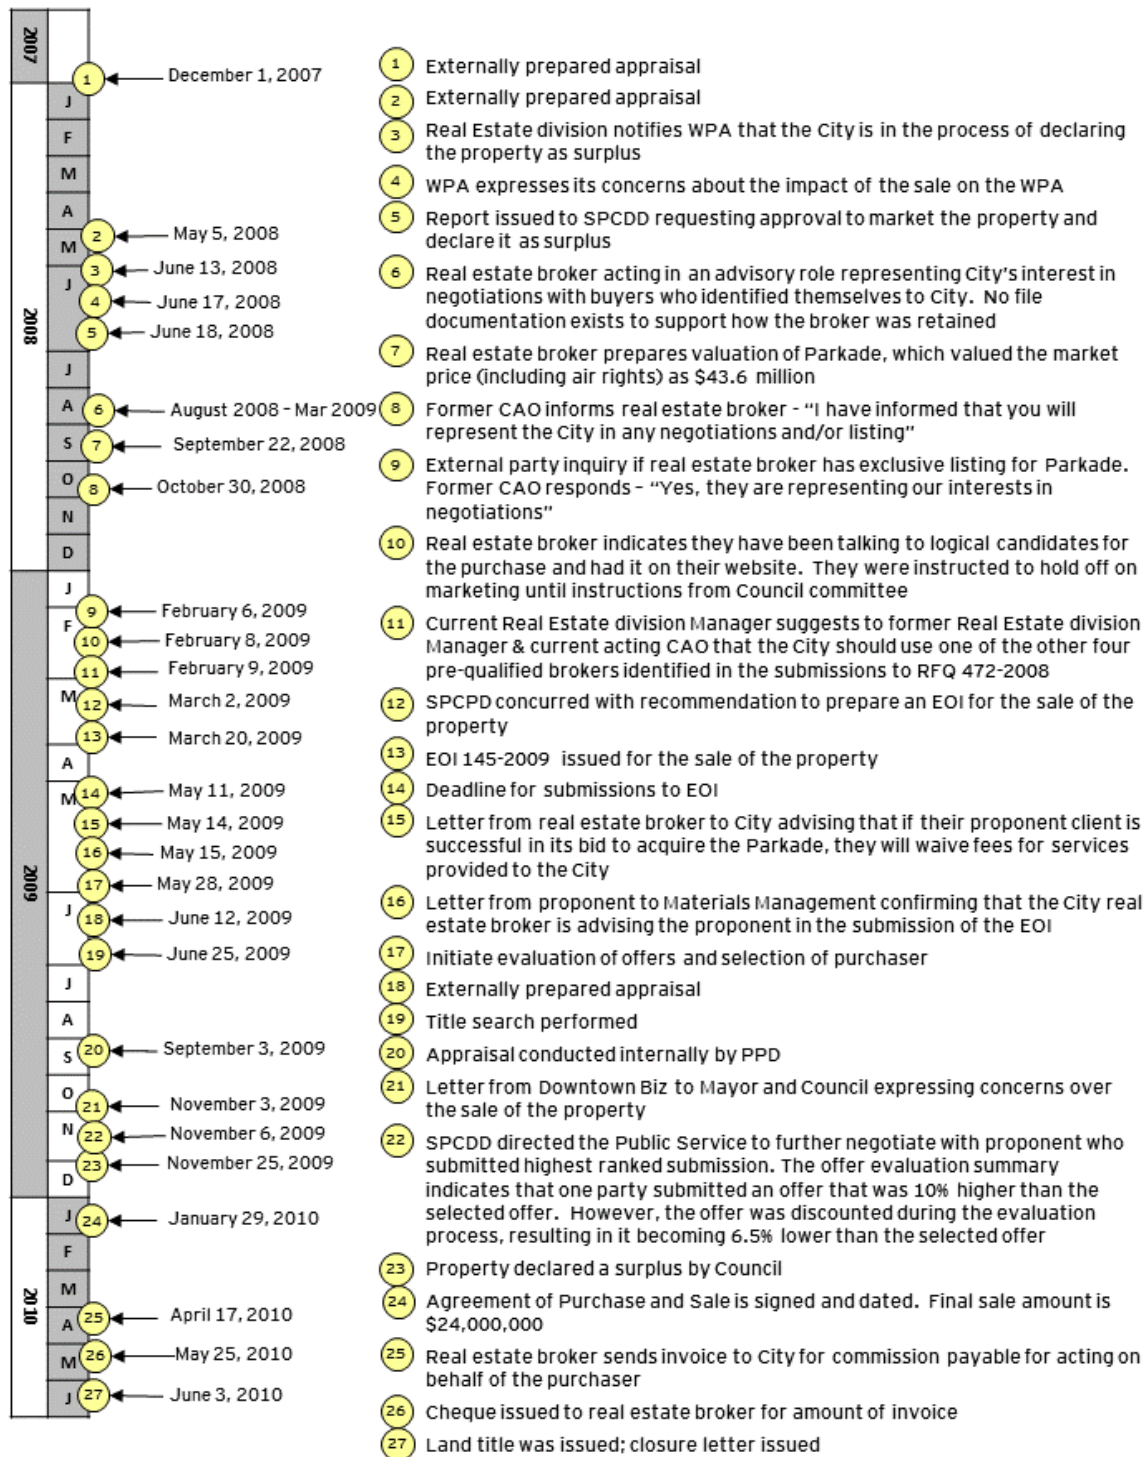 2007
1
December 1, 2007
J
F
M
A
M
J
J
A
S
O
N
D
2008
2
May 5, 2008
3
June 13, 2008
4
June 17, 2008
5
June 18, 2008
6
August 2008 – Mar 2009
7
September 22, 2008
8
October 30, 2008
J
F
M
A
M
J
J
A
S
O
N
D
2009
9
February 6, 2009
10
February 8, 2009
11
February 9, 2009
12
March 2, 2009
13
March 20, 2009
14
May 11, 2009
15
May 14, 2009
16
May 15, 2009
17
May 28, 2009
18
June 12, 2009
19
June 25, 2009
20
September 3, 2009
21
November 3, 2009
22
November 6, 2009
23
November 25, 2009
J
F
M
A
M
J
2010
24
January 29, 2010
25
April 17, 2010
26
May 25, 2010
27
June 3, 2010
1 Externally prepared appraisal
2 Externally prepared appraisal
3 Real Estate division notifies WPA that the City is in the process of declaring
the property as surplus
4 WPA expresses its concerns about the impact of the sale on the WPA
5 Report issued to SPCDD requesting approval to market the property and
declare it as surplus
6 Real estate broker acting in an advisory role representing City's interest in
negotiations with buyers who identified themselves to City. No file
documentation exists to support how the broker was retained
7 Real estate broker prepares valuation of Parkade, which valued the market
price (including air rights) as $43.6 million
8 Former CAO informs real estate broker – "I have informed that you will
represent the City in any negotiations and/or listing"
9 External party inquiry if real estate broker has exclusive listing for Parkade.
Former CAO responds – "Yes, they are representing our interests in
negotiations"
10 Real estate broker indicates they have been talking to logical candidates for
the purchase and had it on their website. They were instructed to hold off on
marketing until instructions from Council committee
11 Current Real Estate division Manager suggests to former Real Estate division
Manager & current acting CAO that the City should use one of the other four
pre-qualified brokers identified in the submissions to RFQ 472-2008
12 SPCPD concurred with recommendation to prepare an EOI for the sale of the
property
13 EOI 145-2009 issued for the sale of the property
14 Deadline for submissions to EOI
15 Letter from real estate broker to City advising that if their proponent client is
successful in its bid to acquire the Parkade, they will waive fees for services
provided to the City
16 Letter from proponent to Materials Management confirming that the City real
estate broker is advising the proponent in the submission of the EOI
17 Initiate evaluation of offers and selection of purchaser
18 Externally prepared appraisal
19 Title search performed
20 Appraisal conducted internally by PPD
21 Letter from Downtown Biz to Mayor and Council expressing concerns over
the sale of the property
22 SPCDD directed the Public Service to further negotiate with proponent who
submitted highest ranked submission. The offer evaluation summary
indicates that one party submitted an offer that was 10% higher than the
selected offer. However, the offer was discounted during the evaluation
process, resulting in it becoming 6.5% lower than the selected offer
23 Property declared a surplus by Council
24 Agreement of Purchase and Sale is signed and dated. Final sale amount is
$24,000,000
25 Real estate broker sends invoice to City for commission payable for acting on
behalf of the purchaser
26 Cheque issued to real estate broker for amount of invoice
27 Land title was issued; closure letter issued